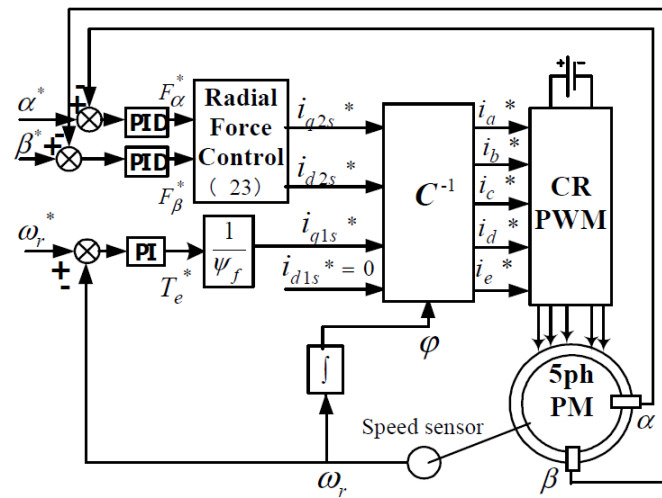 α* + - PID F_α* Radial Force Control ( 23) i_q2s* i_a* + -
β* + - PID F_β* i_d2s* C⁻¹ i_b* CR PWM
i_c*
ω_r* + - PI T_e* 1/ψ_f i_q1s* i_d*
i_d1s* = 0 i_e*
φ
∫
5ph PM
α
Speed sensor
ω_r
β